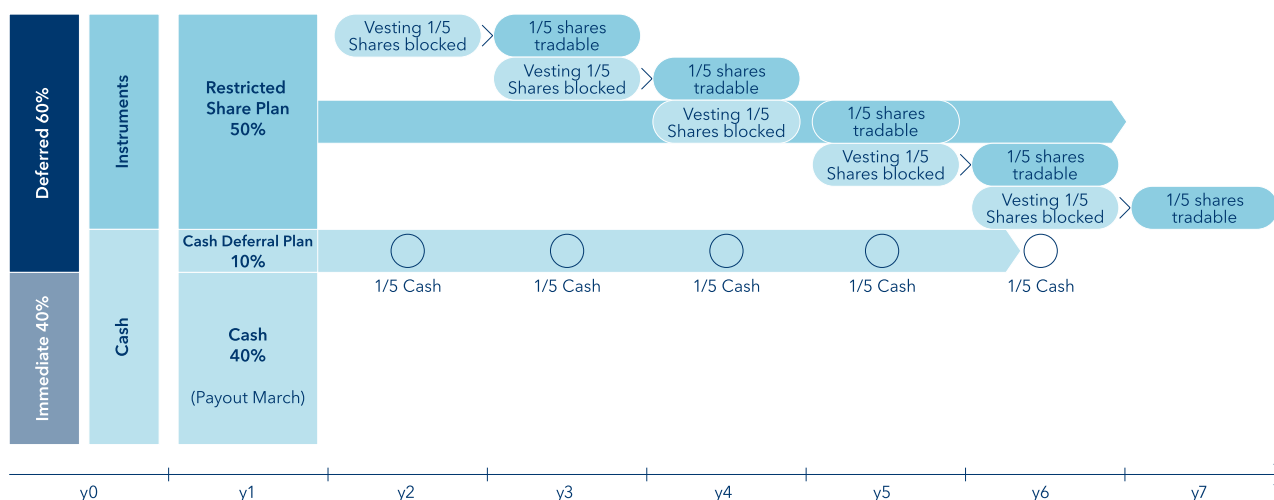 Deferred 60%
Immediate 40%
Instruments
Cash
Restricted
Share Plan
50%
Cash Deferral Plan
10%
Cash
40%
(Payout March)
Vesting 1/5
Shares blocked
1/5 shares
tradable
Vesting 1/5
Shares blocked
1/5 shares
tradable
Vesting 1/5
Shares blocked
1/5 shares
tradable
Vesting 1/5
Shares blocked
1/5 shares
tradable
Vesting 1/5
Shares blocked
1/5 shares
tradable
1/5 Cash
1/5 Cash
1/5 Cash
1/5 Cash
1/5 Cash
y0
y1
y2
y3
y4
y5
y6
y7